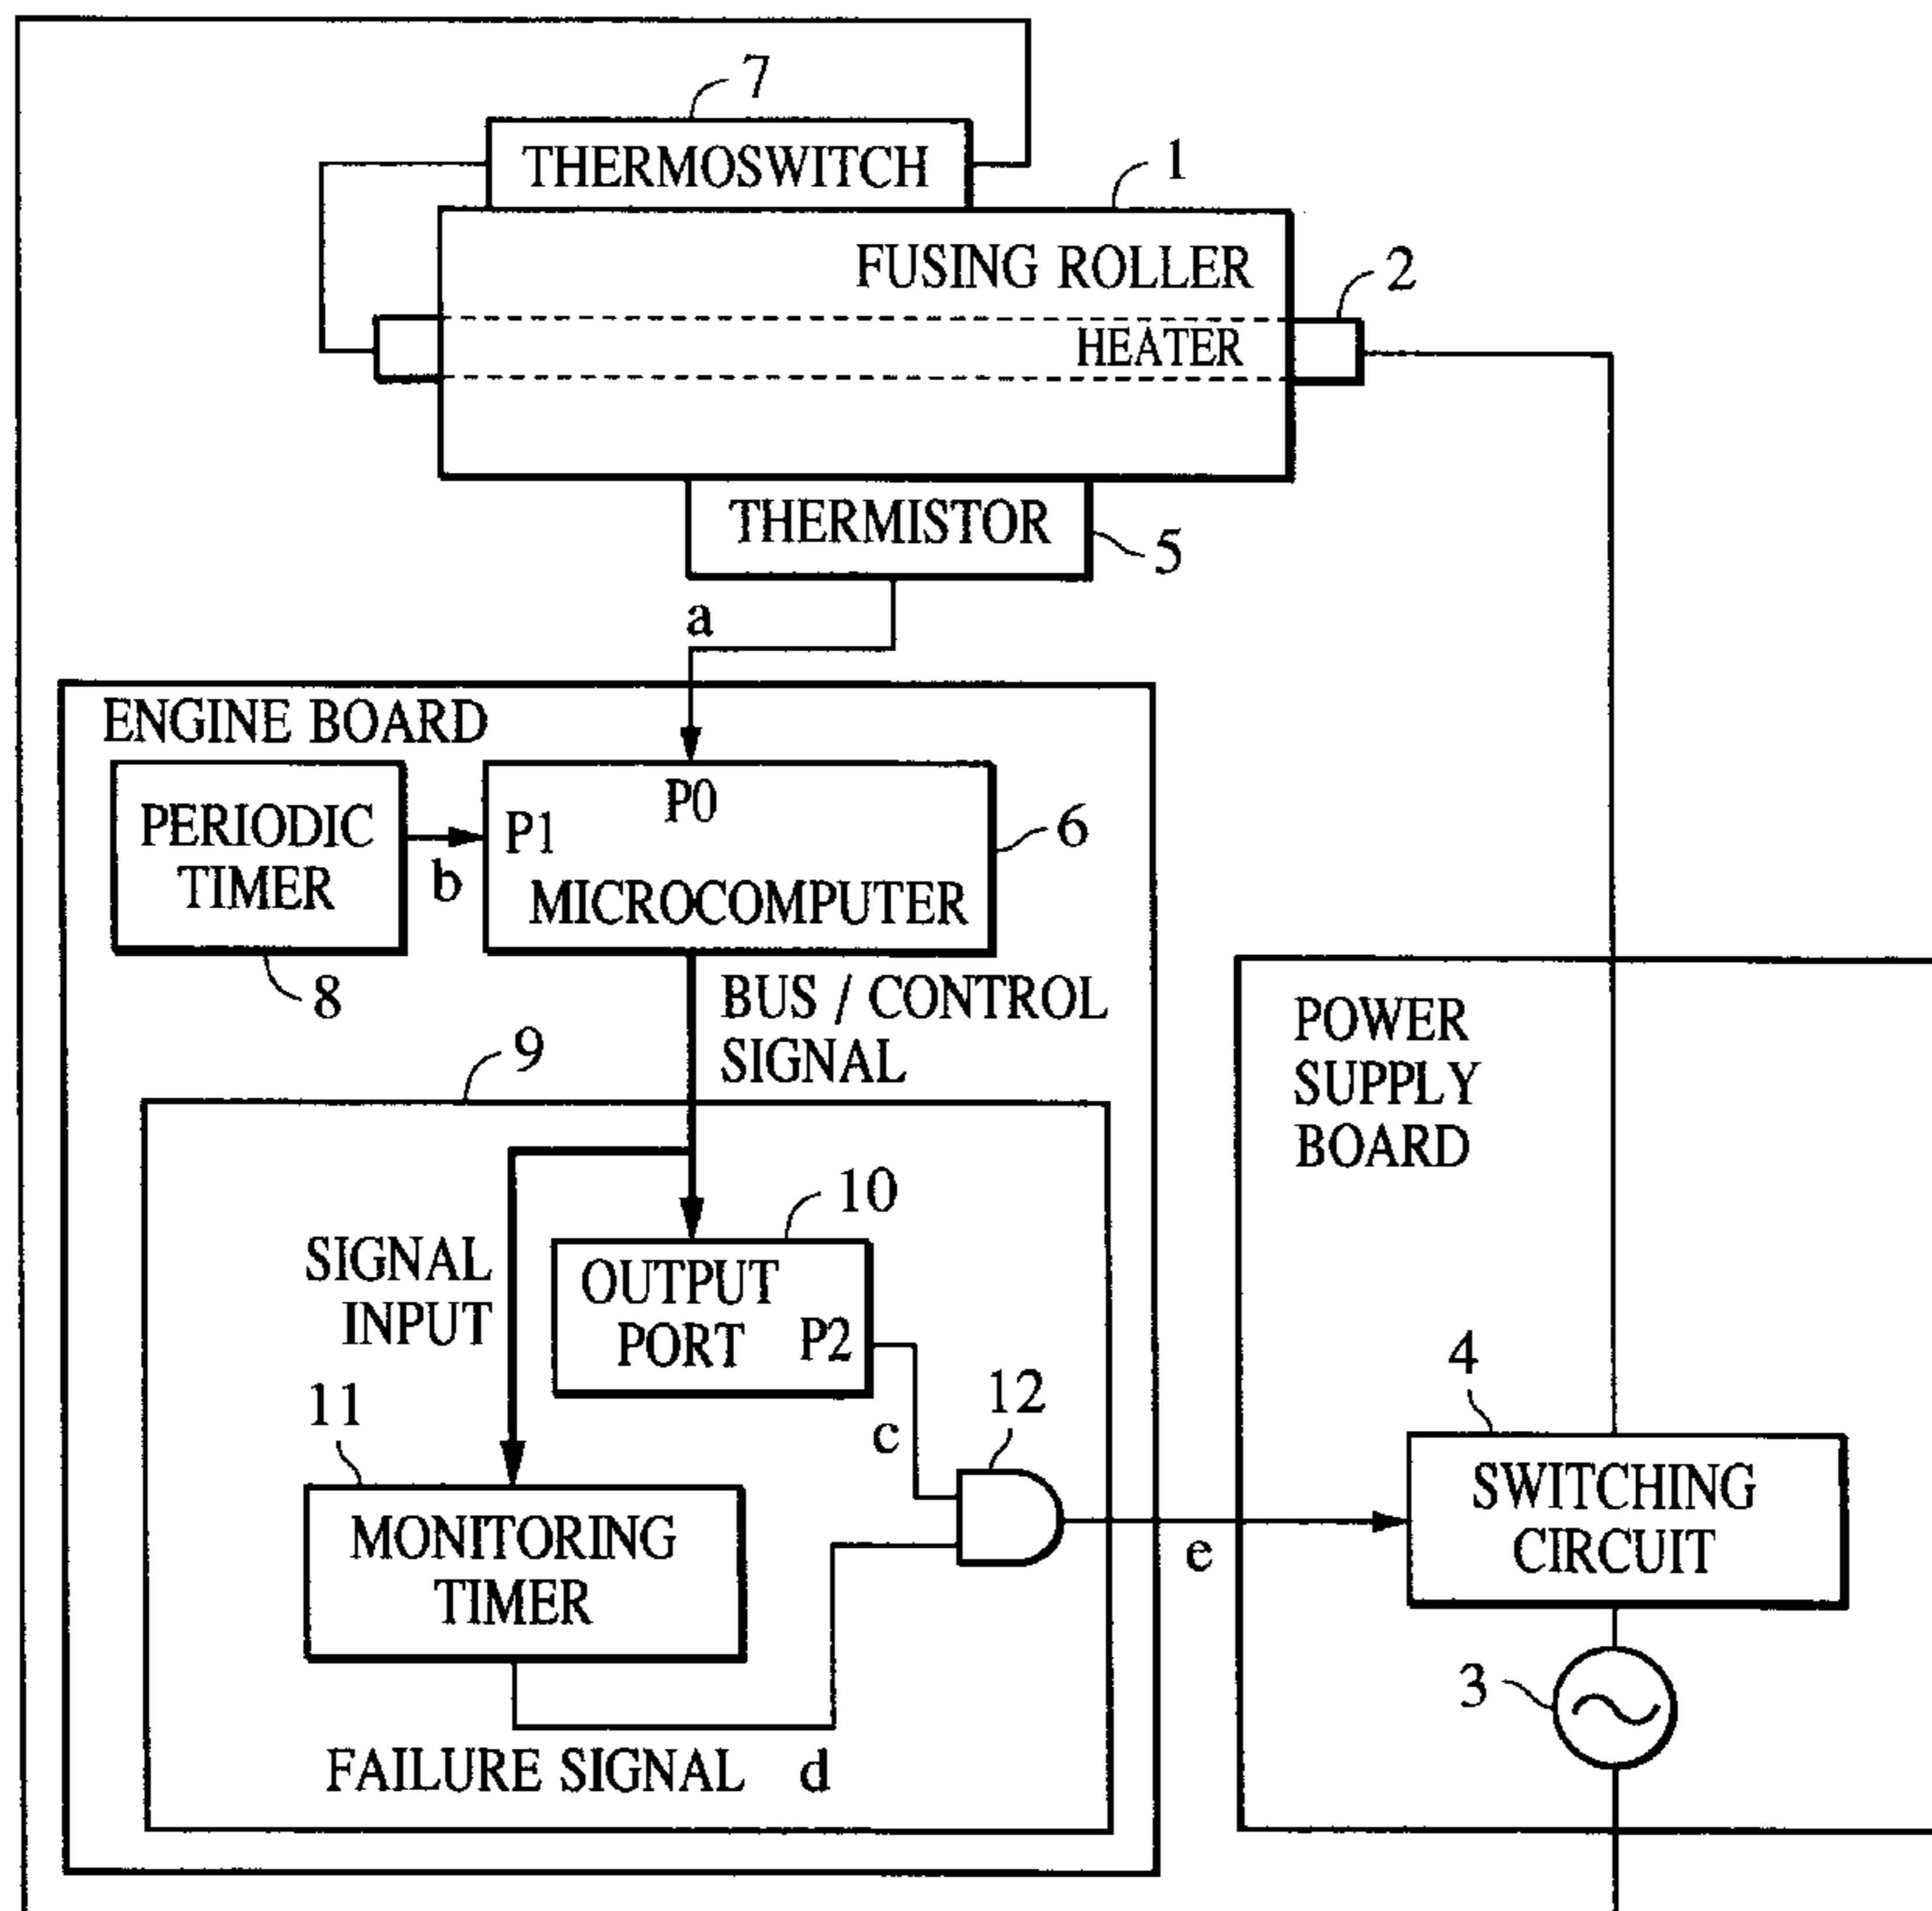 7
THERMOSWITCH
1
FUSING ROLLER
2
HEATER
THERMISTOR
5
a
ENGINE BOARD
P0
PERIODIC
TIMER
P1
6
b
MICROCOMPUTER
8
BUS / CONTROL
SIGNAL
POWER
SUPPLY
BOARD
9
10
SIGNAL
INPUT
OUTPUT
PORT
P2
4
11
12
c
SWITCHING
CIRCUIT
MONITORING
TIMER
e
3
FAILURE SIGNAL d